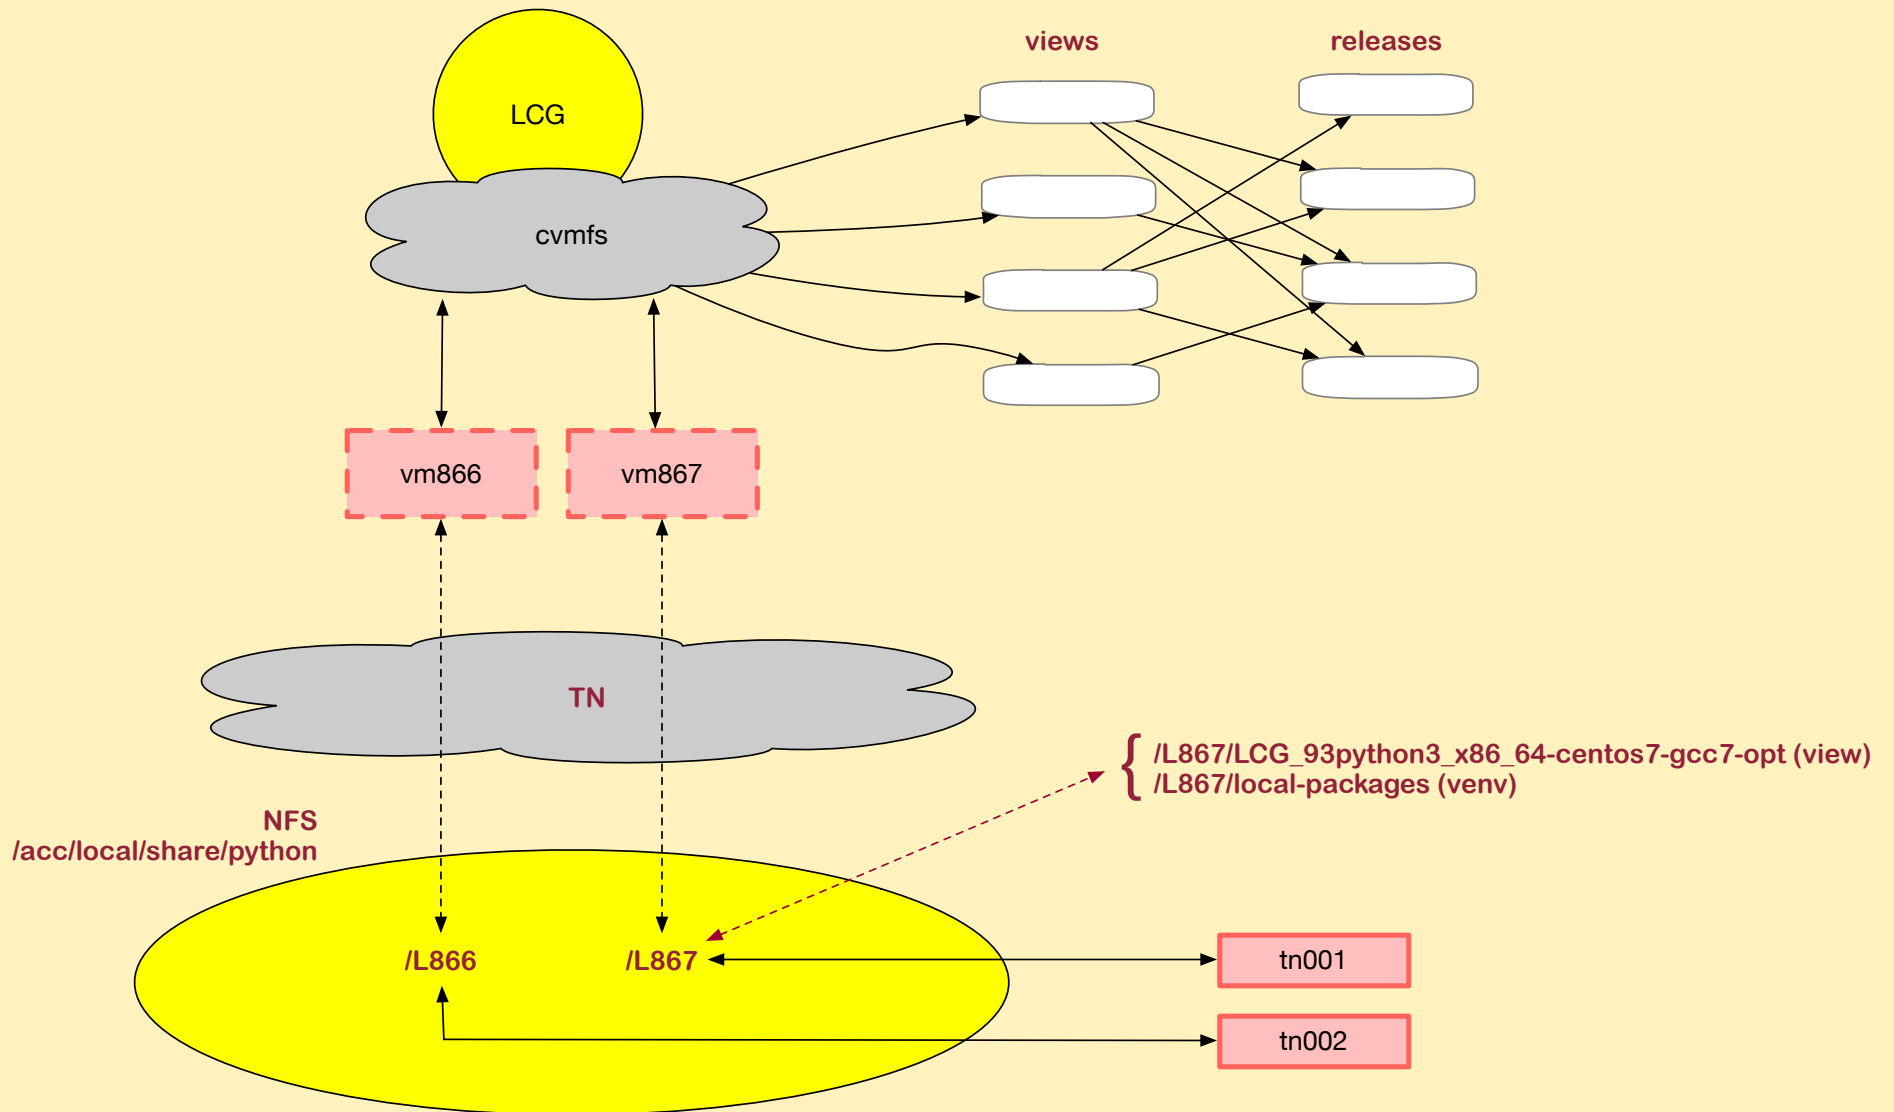 views
releases
LCG
cvmfs
vm866
vm867
TN
{ /L867/LCG_93python3_x86_64-centos7-gcc7-opt (view)
/L867/local-packages (venv)
NFS
/acc/local/share/python
/L866
/L867
tn001
tn002